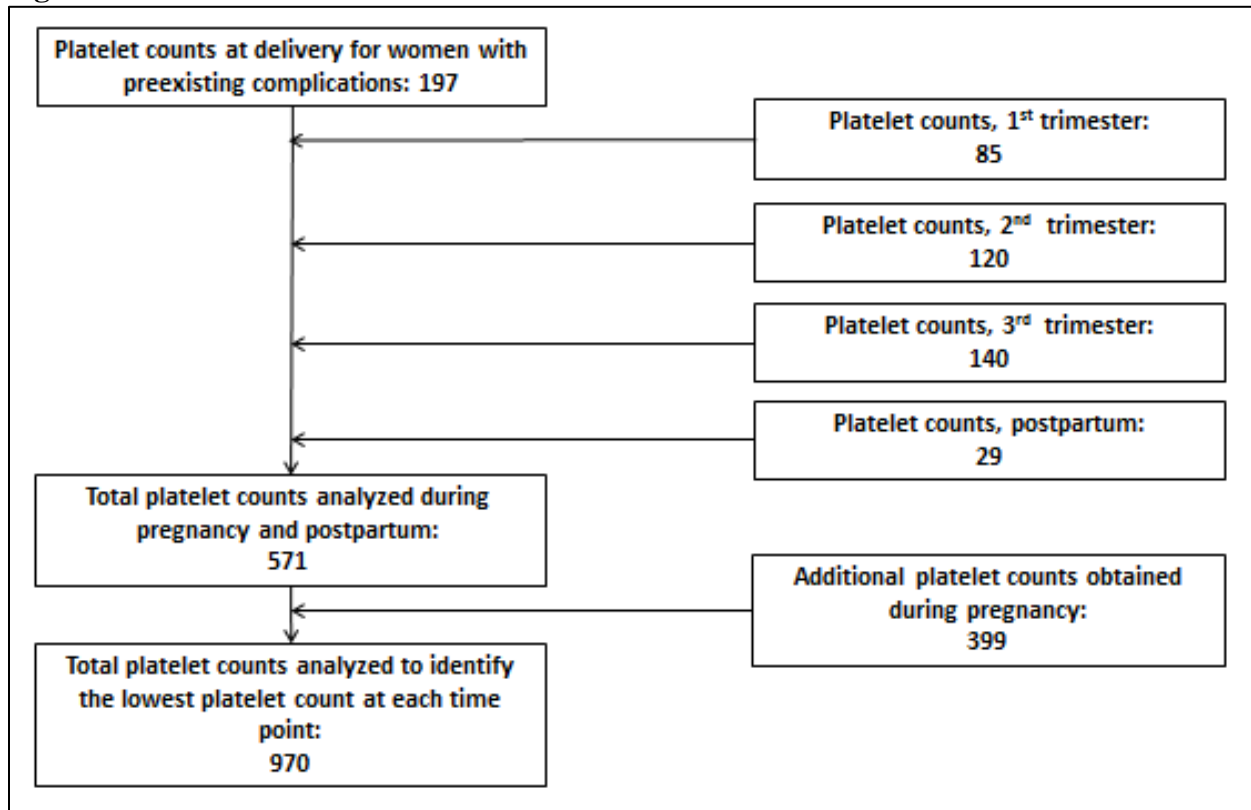 Platelet counts at delivery for women with
preexisting complications: 197
Platelet counts, 1st trimester:
85
Platelet counts, 2nd trimester:
120
Platelet counts, 3rd trimester:
140
Platelet counts, postpartum:
29
Total platelet counts analyzed during
pregnancy and postpartum:
571
Additional platelet counts obtained
during pregnancy:
399
Total platelet counts analyzed to identify
the lowest platelet count at each time
point:
970